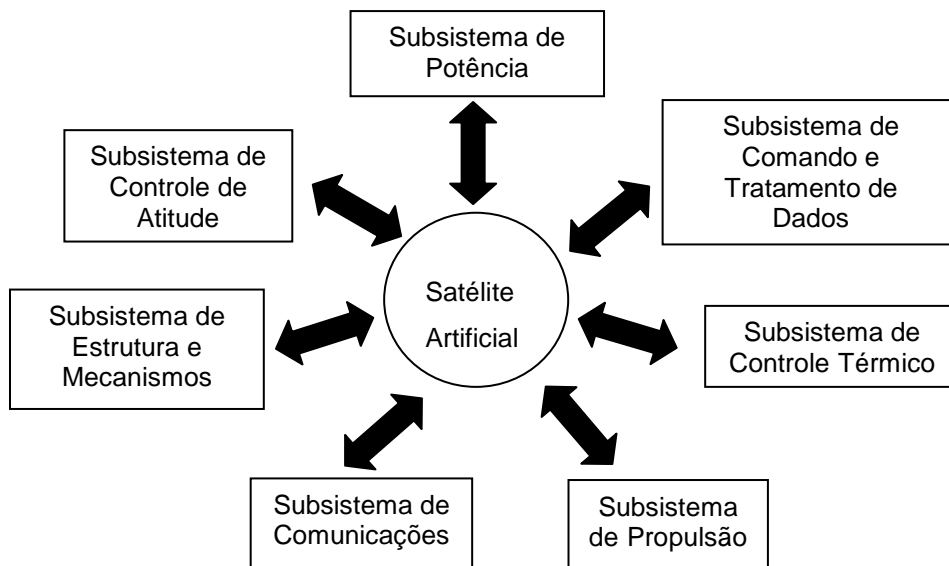 Subsistema de
Potência
Subsistema de
Controle de
Atitude
Subsistema de
Comando e
Tratamento de
Dados
Satélite
Artificial
Subsistema de
Estrutura e
Mecanismos
Subsistema de
Controle Térmico
Subsistema de
Comunicações
Subsistema
de Propulsão